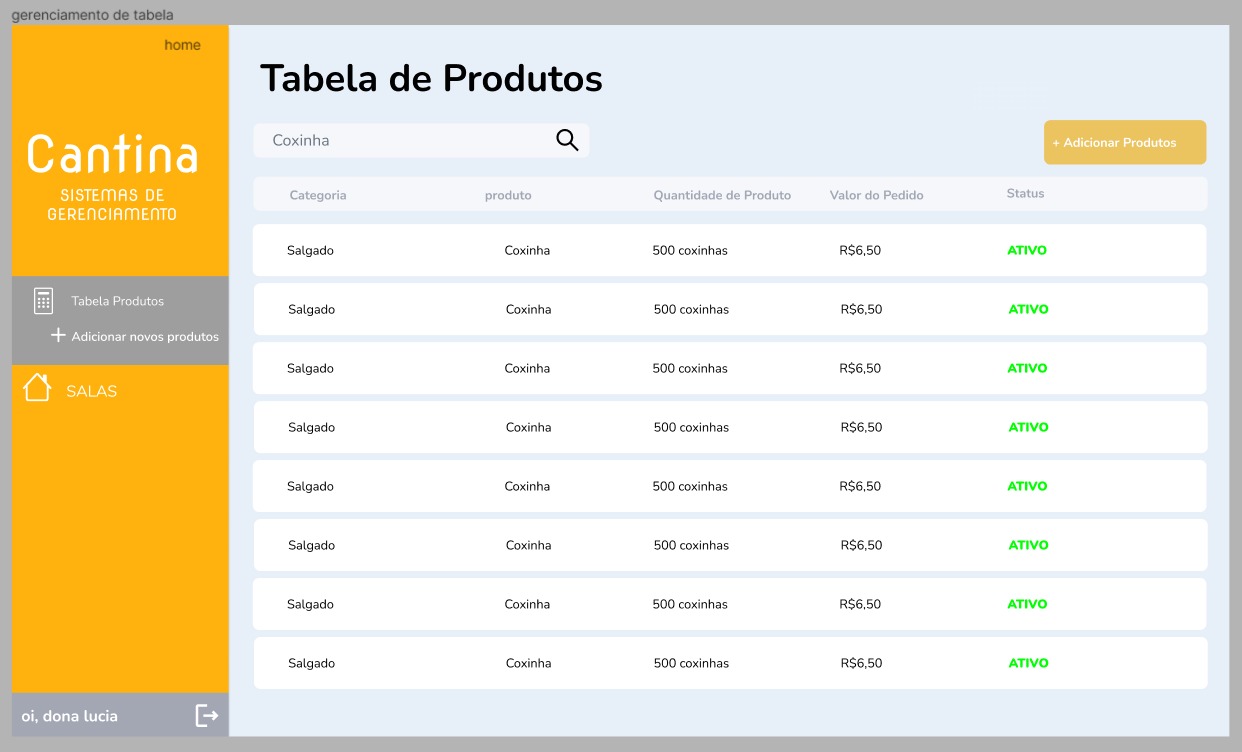 gerenciamento de tabela
home
Cantina
SISTEMAS DE
GERENCIAMENTO
Tabela Produtos
+ Adicionar novos produtos
SALAS
oi, dona lucia
Tabela de Produtos
Coxinha
+ Adicionar Produtos
Categoria produto Quantidade de Produto Valor do Pedido Status
Salgado Coxinha 500 coxinhas R$6,50 ATIVO
Salgado Coxinha 500 coxinhas R$6,50 ATIVO
Salgado Coxinha 500 coxinhas R$6,50 ATIVO
Salgado Coxinha 500 coxinhas R$6,50 ATIVO
Salgado Coxinha 500 coxinhas R$6,50 ATIVO
Salgado Coxinha 500 coxinhas R$6,50 ATIVO
Salgado Coxinha 500 coxinhas R$6,50 ATIVO
Salgado Coxinha 500 coxinhas R$6,50 ATIVO